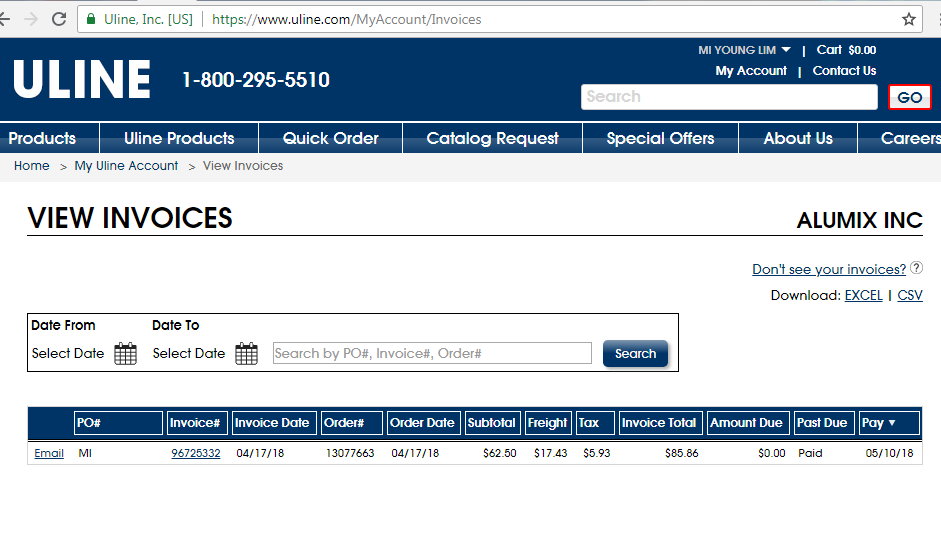 Uline, Inc. [US] | https://www.uline.com/MyAccount/Invoices
MI YOUNG LIM ▼ | Cart $0.00
ULINE 1-800-295-5510
My Account | Contact Us
Search GO
Products Uline Products Quick Order Catalog Request Special Offers About Us Careers
Home > My Uline Account > View Invoices
VIEW INVOICES ALUMIX INC
Don't see your invoices? ?
Download: EXCEL | CSV
Date From Date To
Select Date Select Date Search by PO#, Invoice#, Order# Search
PO# Invoice# Invoice Date Order# Order Date Subtotal Freight Tax Invoice Total Amount Due Past Due Pay ▼
Email MI 96725332 04/17/18 13077663 04/17/18 $62.50 $17.43 $5.93 $85.86 $0.00 Paid 05/10/18